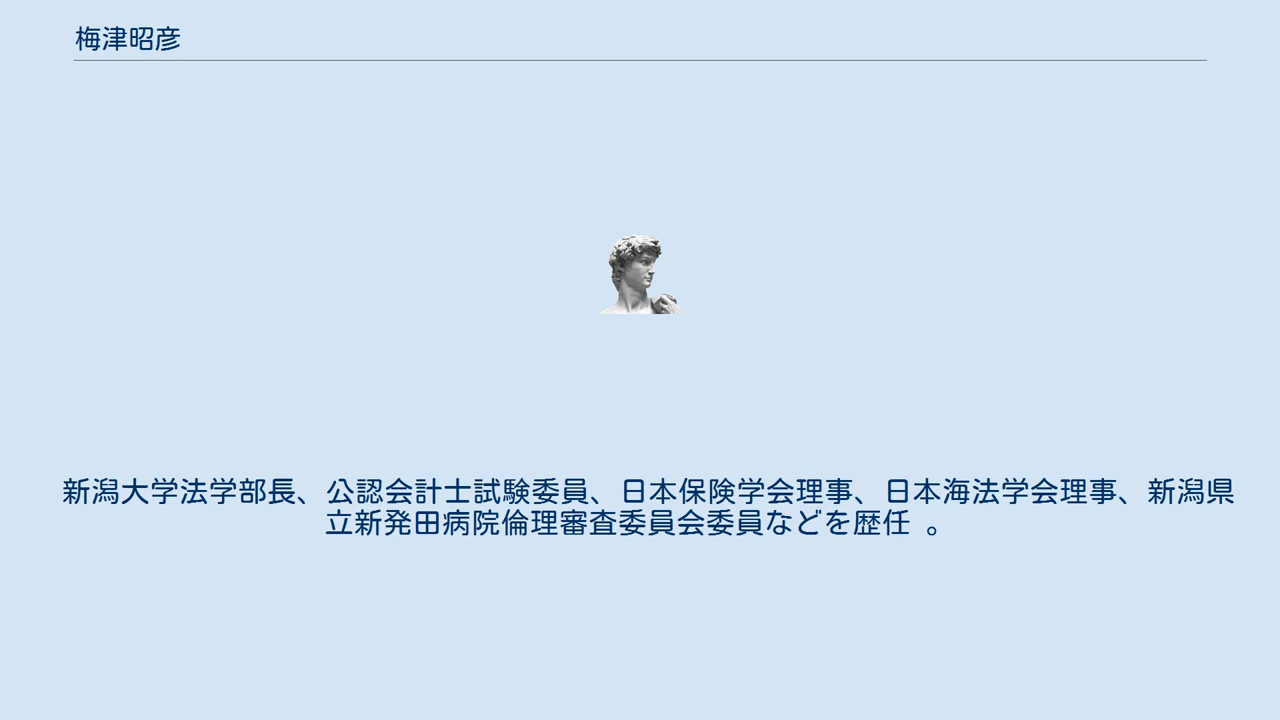 梅津昭彦
新潟大学法学部長、公認会計士試験委員、日本保険学会理事、日本海法学会理事、新潟県
立新発田病院倫理審査委員会委員などを歴任 。